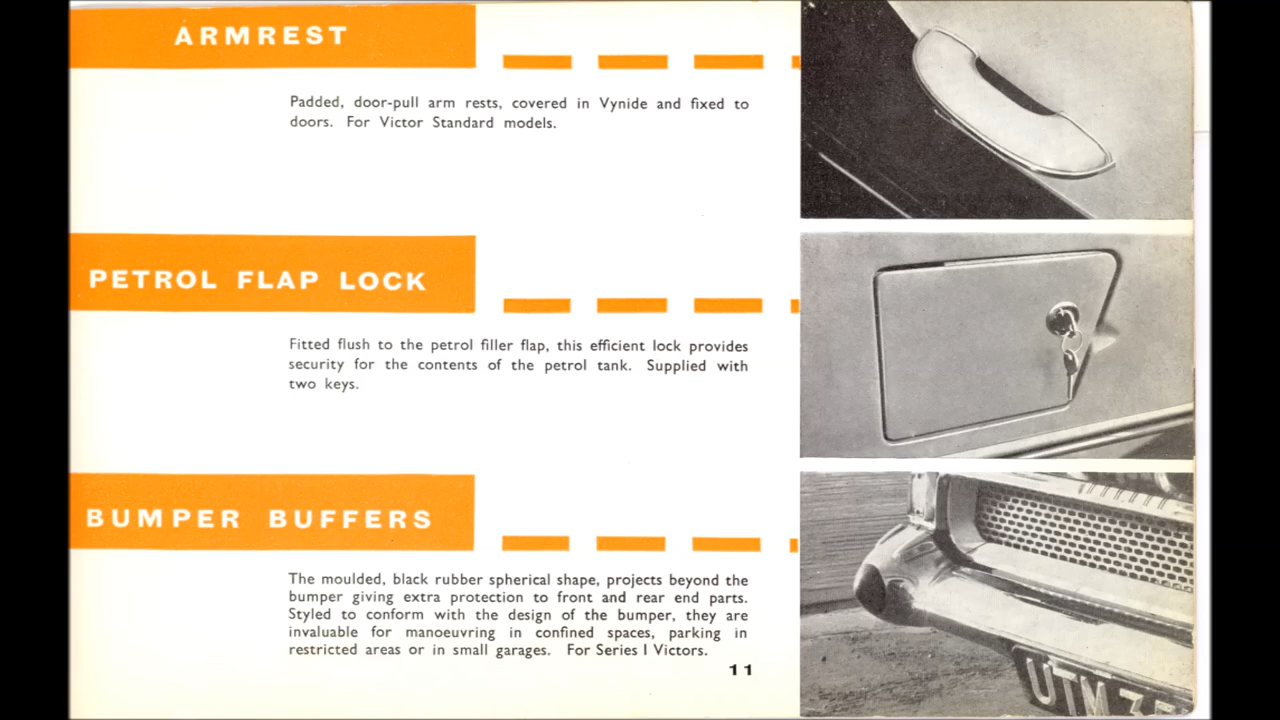 ARMREST
Padded, door-pull arm rests, covered in Vynide and fixed to
doors. For Victor Standard models.
PETROL FLAP LOCK
Fitted flush to the petrol filler flap, this efficient lock provides
security for the contents of the petrol tank. Supplied with
two keys.
BUMPER BUFFERS
The moulded, black rubber spherical shape, projects beyond the
bumper giving extra protection to front and rear end parts.
Styled to conform with the design of the bumper, they are
invaluable for manoeuvring in confined spaces, parking in
restricted areas or in small garages. For Series I Victors.
11
UTM